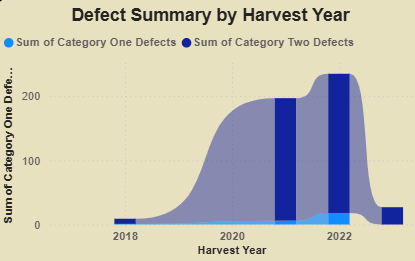 Defect Summary by Harvest Year
Sum of Category One Defects Sum of Category Two Defects
Sum of Category One Defe...
200
100
0
2018 2020 2022
Harvest Year